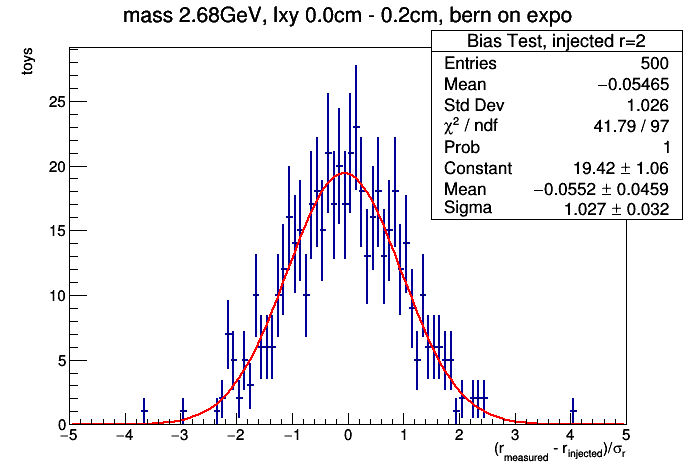 mass 2.68GeV, lxy 0.0cm - 0.2cm, bern on expo
Bias Test, injected r=2
Entries 500
Mean −0.05465
Std Dev 1.026
χ² / ndf 41.79 / 97
Prob 1
Constant 19.42 ± 1.06
Mean −0.0552 ± 0.0459
Sigma 1.027 ± 0.032
toys
25
20
15
10
5
0
−5 −4 −3 −2 −1 0 1 2 3 4 5
(r_measured - r_injected)/σ_r